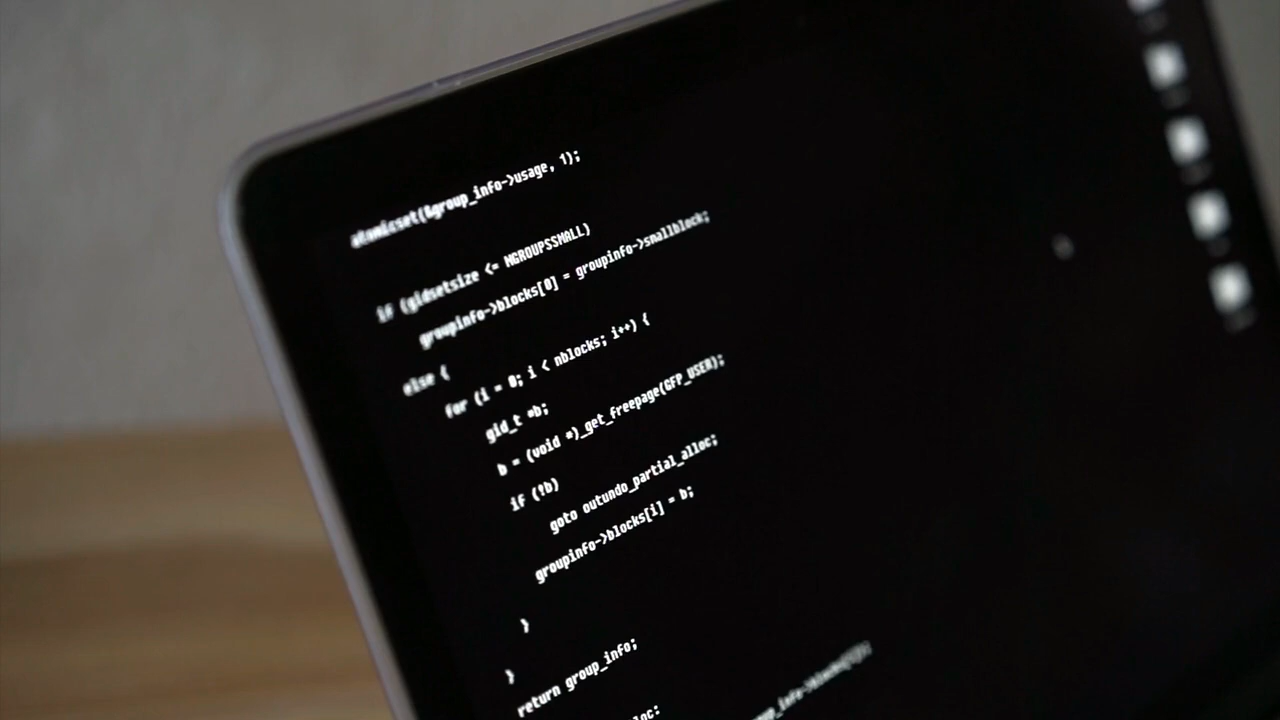 atomicset(&group_info->usage, 1);
if (gidsetsize <= NGROUPSSMALL)
groupinfo->blocks[0] = groupinfo->smallblock;
else {
for (i = 0; i < nblocks; i++) {
gid_t *b;
b = (void *)_get_freepage(GFP_USER);
if (!b)
goto outundo_partial_alloc;
groupinfo->blocks[i] = b;
}
}
return group_info;